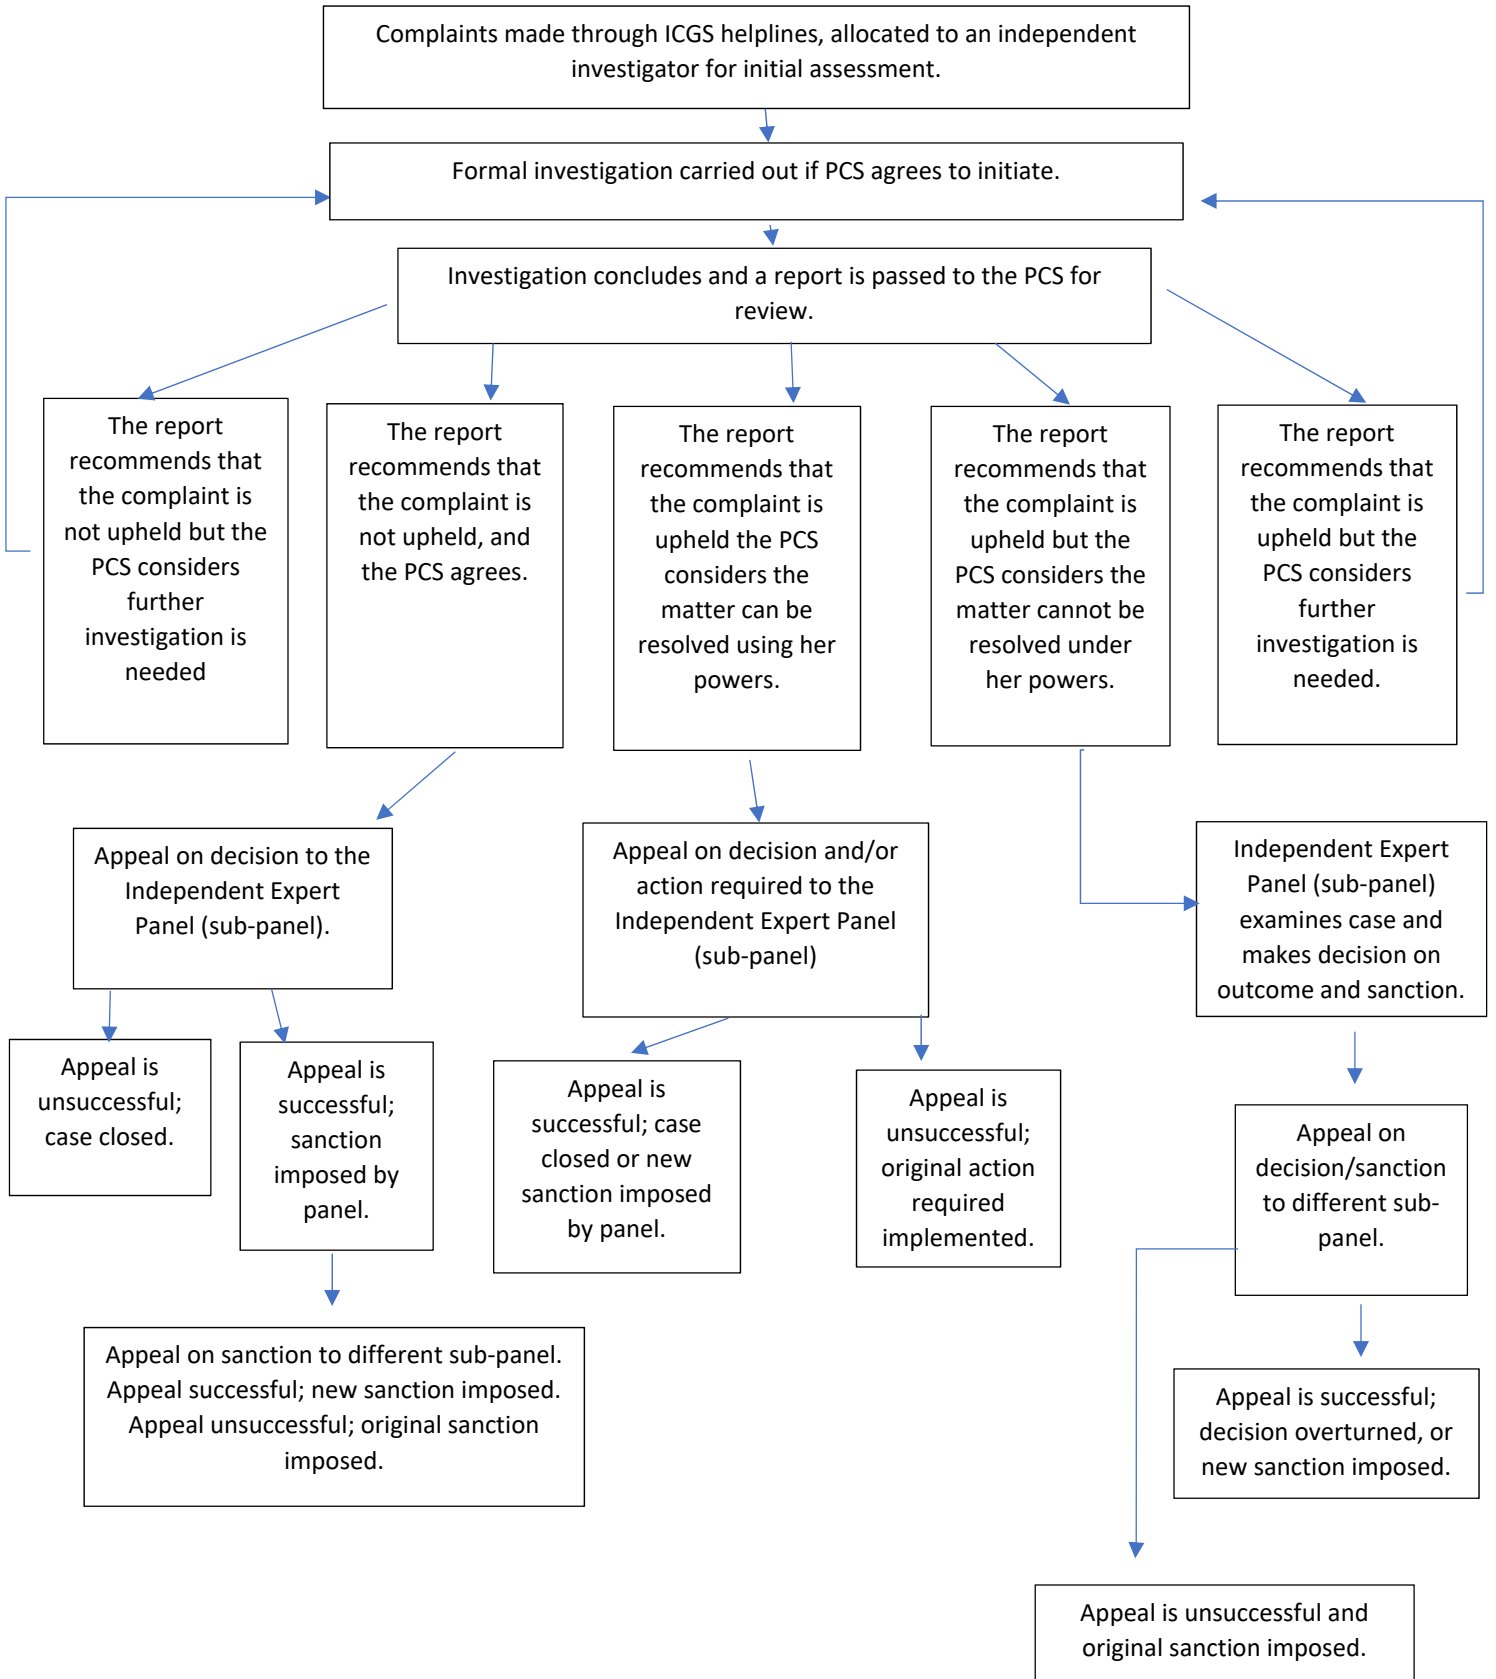 Complaints made through ICGS helplines, allocated to an independent
investigator for initial assessment.
Formal investigation carried out if PCS agrees to initiate.
Investigation concludes and a report is passed to the PCS for
review.
The report
recommends that
the complaint is
not upheld but the
PCS considers
further
investigation is
needed
The report
recommends that
the complaint is
not upheld, and
the PCS agrees.
The report
recommends that
the complaint is
upheld the PCS
considers the
matter can be
resolved using her
powers.
The report
recommends that
the complaint is
upheld but the
PCS considers the
matter cannot be
resolved under
her powers.
The report
recommends that
the complaint is
upheld but the
PCS considers
further
investigation is
needed.
Appeal on decision to the
Independent Expert
Panel (sub-panel).
Appeal on decision and/or
action required to the
Independent Expert Panel
(sub-panel)
Independent Expert
Panel (sub-panel)
examines case and
makes decision on
outcome and sanction.
Appeal is
unsuccessful;
case closed.
Appeal is
successful;
sanction
imposed by
panel.
Appeal is
successful; case
closed or new
sanction imposed
by panel.
Appeal is
unsuccessful;
original action
required
implemented.
Appeal on
decision/sanction
to different sub-
panel.
Appeal on sanction to different sub-panel.
Appeal successful; new sanction imposed.
Appeal unsuccessful; original sanction
imposed.
Appeal is successful;
decision overturned, or
new sanction imposed.
Appeal is unsuccessful and
original sanction imposed.